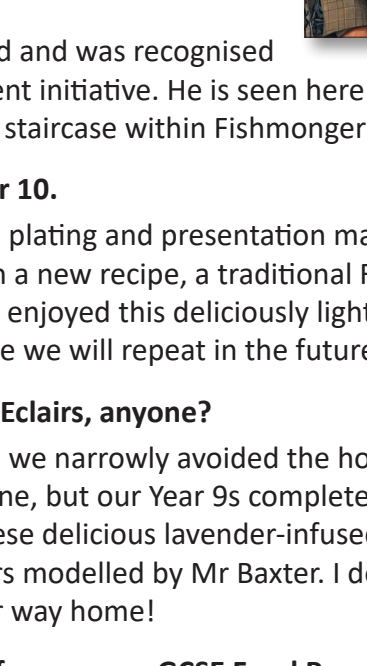 d and was recognised
ent initiative. He is seen here
staircase within Fishmonger
r 10.
plating and presentation ma
n a new recipe, a traditional F
enjoyed this deliciously light
e we will repeat in the future
Eclairs, anyone?
we narrowly avoided the ho
ne, but our Year 9s complete
ese delicious lavender-infused
rs modelled by Mr Baxter. I do
r way home!